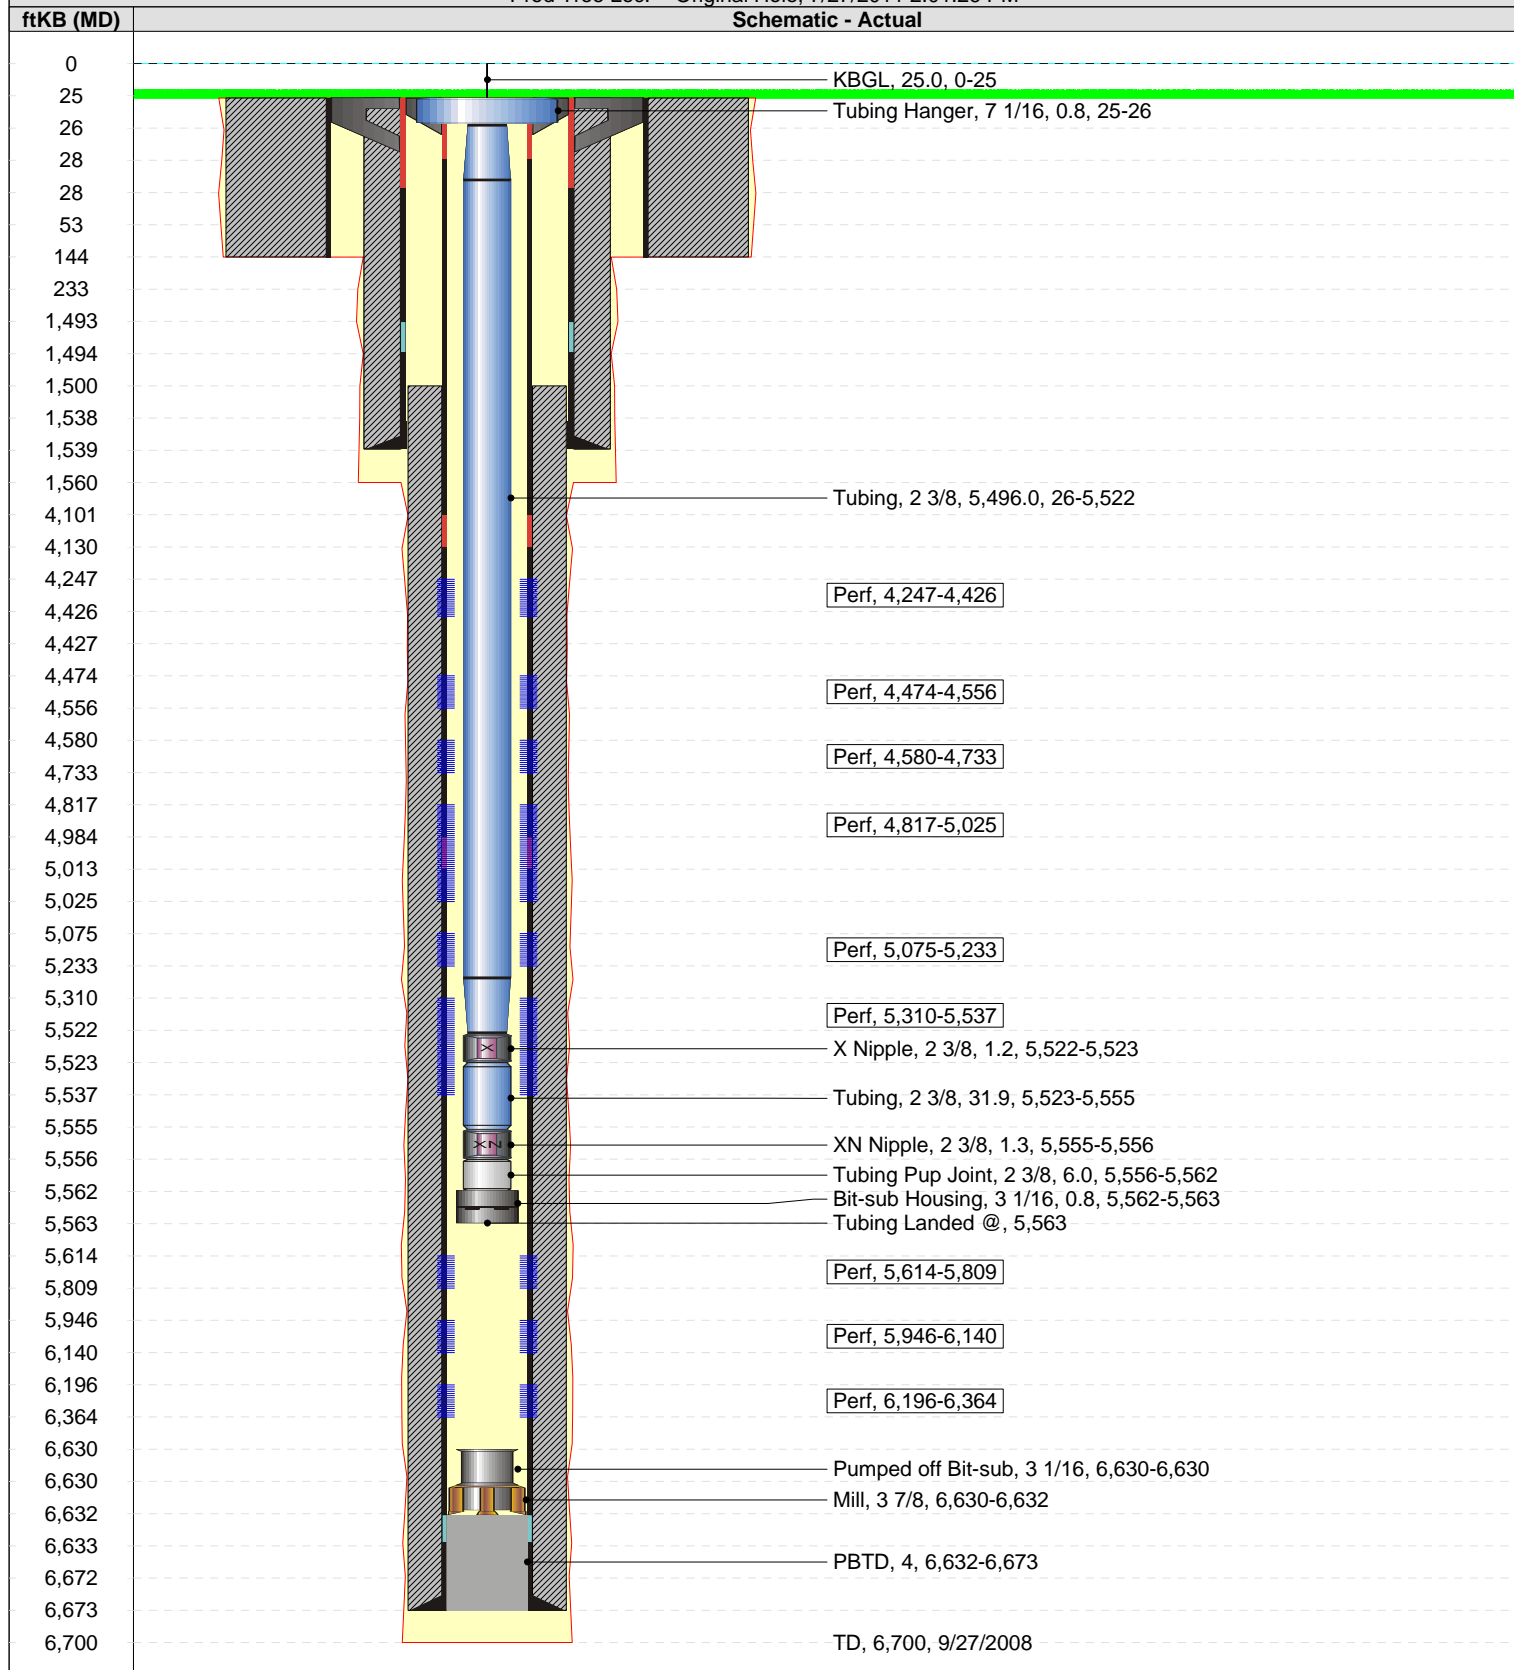 ftKB (MD)
Schematic - Actual
0
KBGL, 25.0, 0-25
25
Tubing Hanger, 7 1/16, 0.8, 25-26
26
28
28
53
144
233
1,493
1,494
1,500
1,538
1,539
1,560
Tubing, 2 3/8, 5,496.0, 26-5,522
4,101
4,130
4,247
Perf, 4,247-4,426
4,426
4,427
4,474
Perf, 4,474-4,556
4,556
4,580
Perf, 4,580-4,733
4,733
4,817
Perf, 4,817-5,025
4,984
5,013
5,025
5,075
Perf, 5,075-5,233
5,233
5,310
Perf, 5,310-5,537
5,522
X
X Nipple, 2 3/8, 1.2, 5,522-5,523
5,523
5,537
Tubing, 2 3/8, 31.9, 5,523-5,555
5,555
XN
XN Nipple, 2 3/8, 1.3, 5,555-5,556
5,556
Tubing Pup Joint, 2 3/8, 6.0, 5,556-5,562
5,562
Bit-sub Housing, 3 1/16, 0.8, 5,562-5,563
5,563
Tubing Landed @, 5,563
5,614
Perf, 5,614-5,809
5,809
5,946
Perf, 5,946-6,140
6,140
6,196
Perf, 6,196-6,364
6,364
6,630
Pumped off Bit-sub, 3 1/16, 6,630-6,630
6,630
Mill, 3 7/8, 6,630-6,632
6,632
6,633
PBTD, 4, 6,632-6,673
6,672
6,673
6,700
TD, 6,700, 9/27/2008